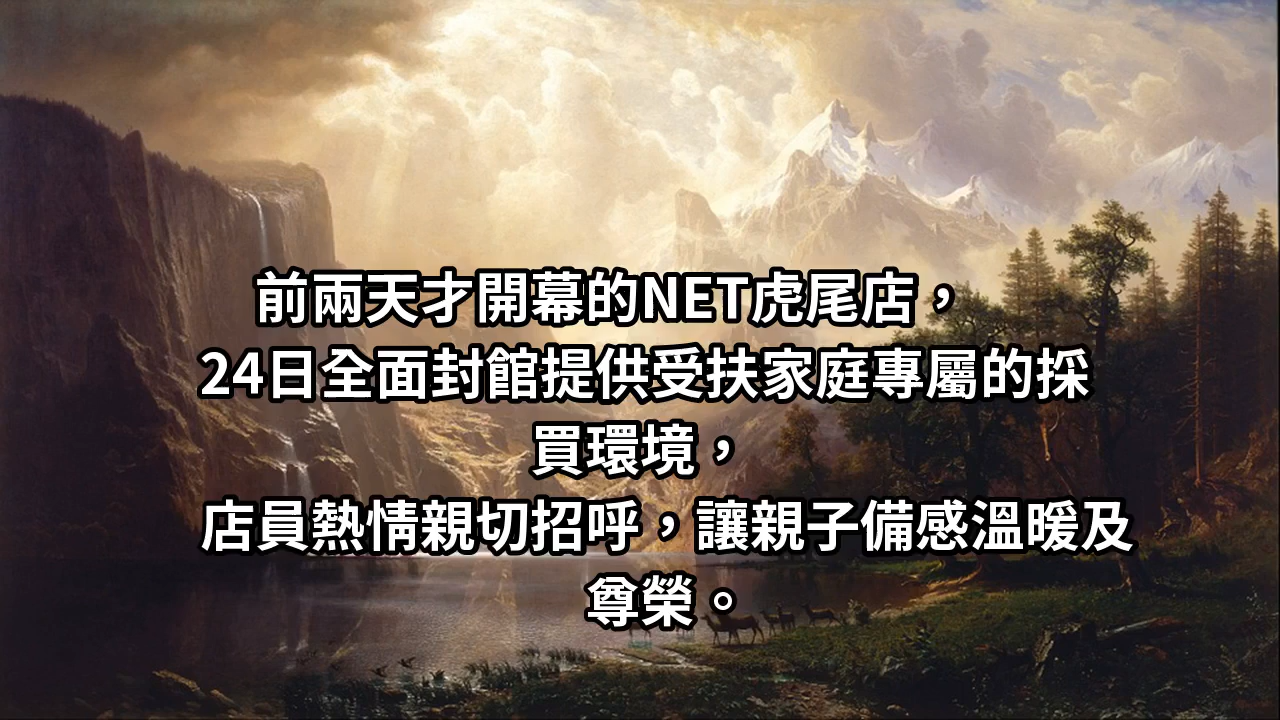 前兩天才開幕的NET虎尾店，
24日全面封館提供受扶家庭專屬的採
買環境，
店員熱情親切招呼，讓親子備感溫暖及
尊榮。